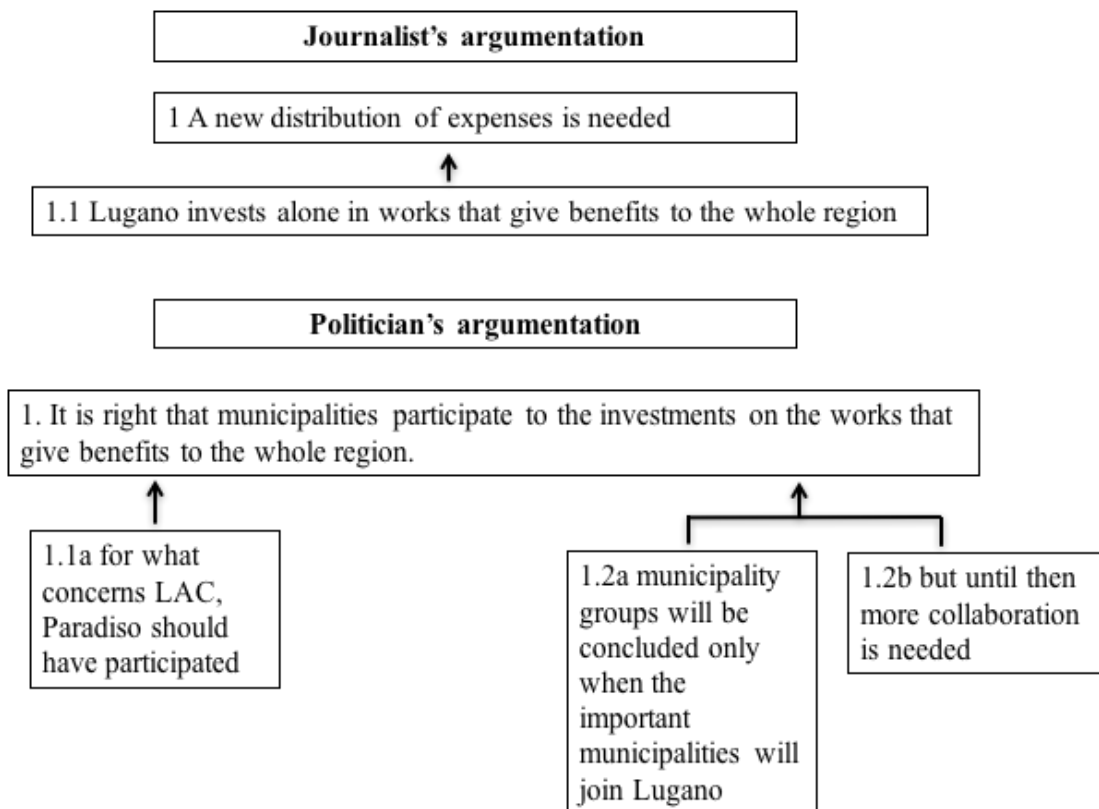 Journalist's argumentation
1 A new distribution of expenses is needed
1.1 Lugano invests alone in works that give benefits to the whole region
Politician's argumentation
1. It is right that municipalities participate to the investments on the works that
give benefits to the whole region.
1.1a for what
concerns LAC,
Paradiso should
have participated
1.2a municipality
groups will be
concluded only
when the
important
municipalities will
join Lugano
1.2b but until then
more collaboration
is needed